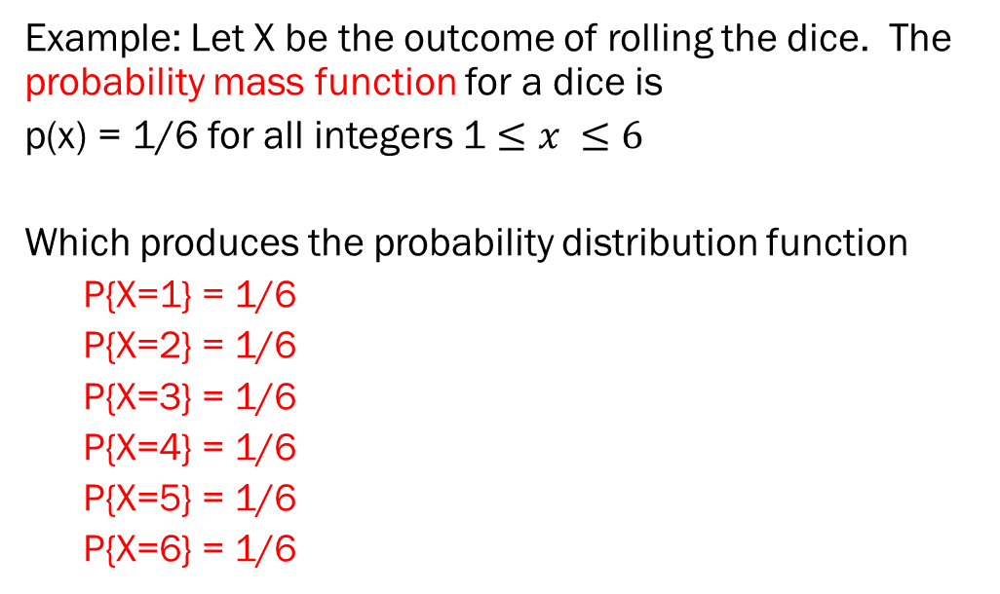 Example: Let X be the outcome of rolling the dice.  The
probability mass function for a dice is
p(x) = 1/6 for all integers 1 ≤ x ≤ 6
Which produces the probability distribution function
P{X=1} = 1/6
P{X=2} = 1/6
P{X=3} = 1/6
P{X=4} = 1/6
P{X=5} = 1/6
P{X=6} = 1/6